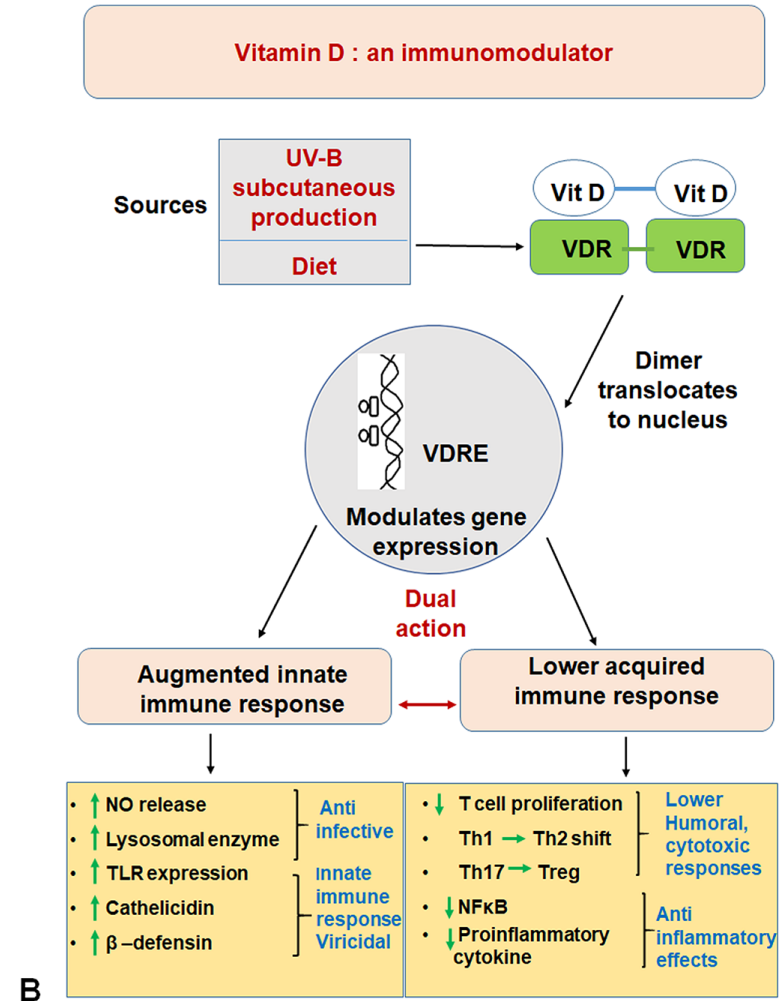 Vitamin D : an immunomodulator
Sources
UV-B
subcutaneous
production
Diet
Vit D
Vit D
VDR
VDR
Dimer
translocates
to nucleus
VDRE
Modulates gene
expression
Dual
action
Augmented innate
immune response
Lower acquired
immune response
• ↑ NO release
• ↑ Lysosomal enzyme
• ↑ TLR expression
• ↑ Cathelicidin
• ↑ β –defensin
Anti
infective
Innate
immune
response
Viricidal
• ↓ T cell proliferation
• Th1 → Th2 shift
• Th17 → Treg
• ↓ NFκB
• ↓ Proinflammatory
cytokine
Lower
Humoral,
cytotoxic
responses
Anti
inflammatory
effects
B